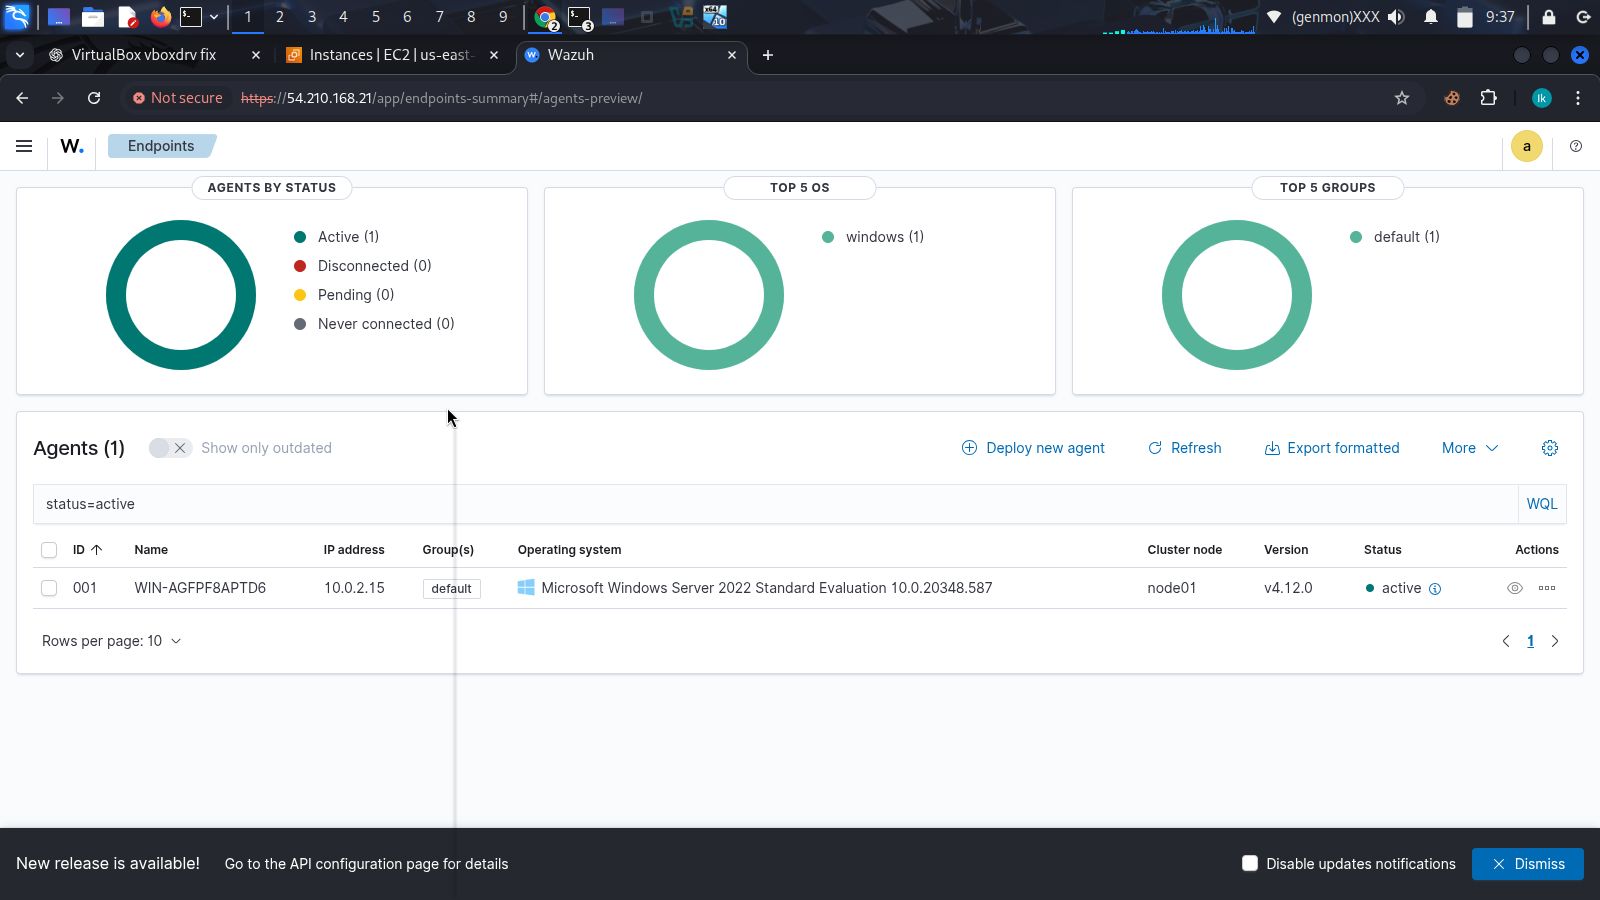 1 2 3 4 5 6 7 8 9 2 3 x64 10 (genmon)XXX 9:37
VirtualBox vboxdrv fix Instances | EC2 | us-east- Wazuh
Not secure https://54.210.168.21/app/endpoints-summary#/agents-preview/ lk
W. Endpoints a
AGENTS BY STATUS TOP 5 OS TOP 5 GROUPS
Active (1) windows (1) default (1)
Disconnected (0)
Pending (0)
Never connected (0)
Agents (1) Show only outdated Deploy new agent Refresh Export formatted More
status=active WQL
ID Name IP address Group(s) Operating system Cluster node Version Status Actions
001 WIN-AGFPF8APTD6 10.0.2.15 default Microsoft Windows Server 2022 Standard Evaluation 10.0.20348.587 node01 v4.12.0 active
Rows per page: 10 1
New release is available! Go to the API configuration page for details Disable updates notifications Dismiss